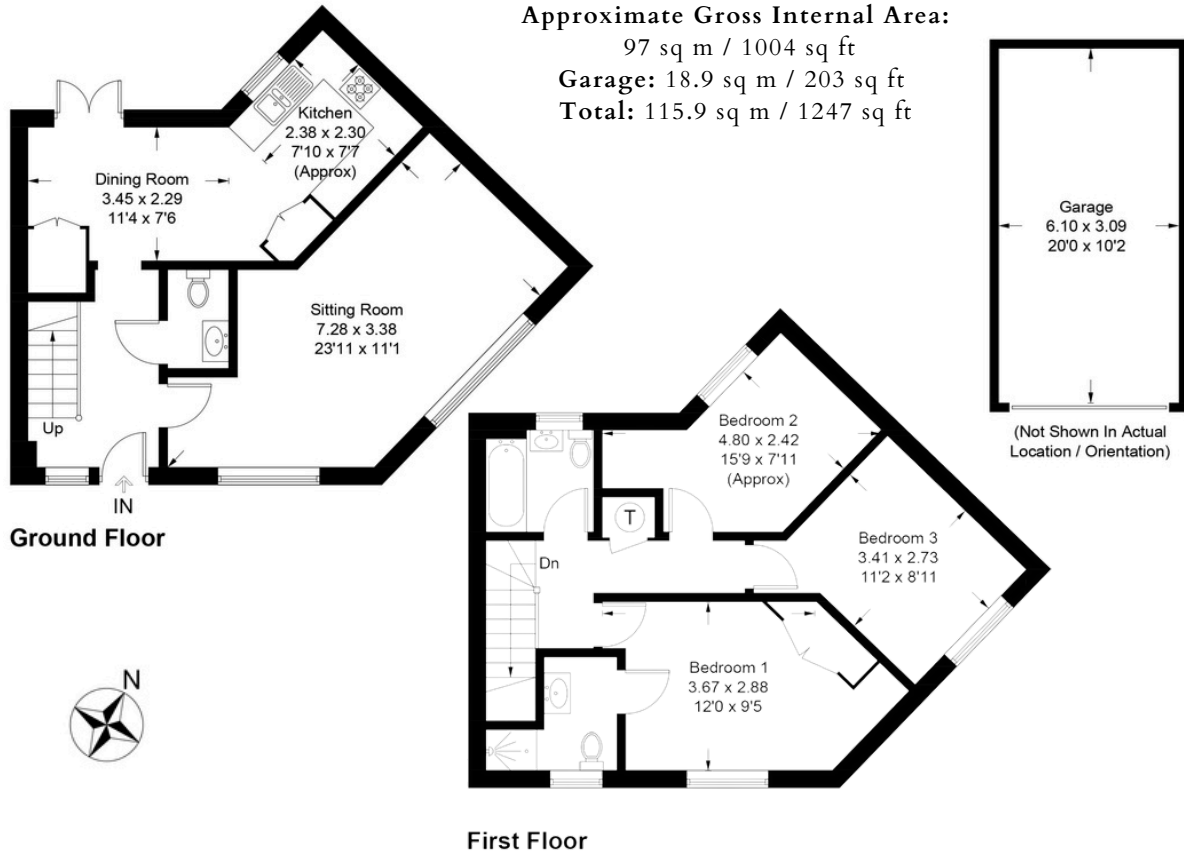 Approximate Gross Internal Area:
97 sq m / 1004 sq ft
Garage: 18.9 sq m / 203 sq ft
Total: 115.9 sq m / 1247 sq ft
Kitchen
2.38 x 2.30
7'10 x 7'7
(Approx)
Dining Room
3.45 x 2.29
11'4 x 7'6
Sitting Room
7.28 x 3.38
23'11 x 11'1
Up
IN
Ground Floor
Garage
6.10 x 3.09
20'0 x 10'2
(Not Shown In Actual
Location / Orientation)
Bedroom 2
4.80 x 2.42
15'9 x 7'11
(Approx)
T
Dn
Bedroom 3
3.41 x 2.73
11'2 x 8'11
Bedroom 1
3.67 x 2.88
12'0 x 9'5
N
First Floor